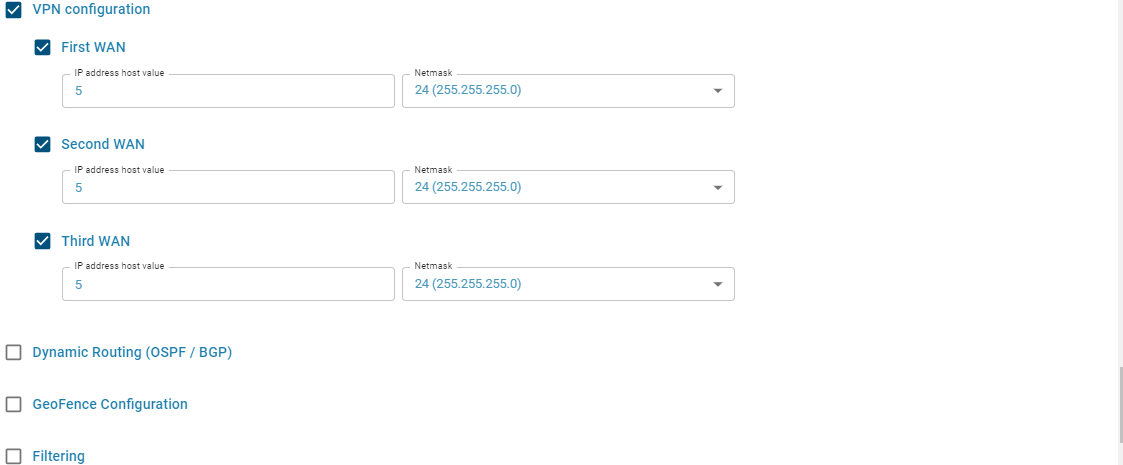 VPN configuration
First WAN
IP address host value
Netmask
5
24 (255.255.255.0)
Second WAN
IP address host value
Netmask
5
24 (255.255.255.0)
Third WAN
IP address host value
Netmask
5
24 (255.255.255.0)
Dynamic Routing (OSPF / BGP)
GeoFence Configuration
Filtering